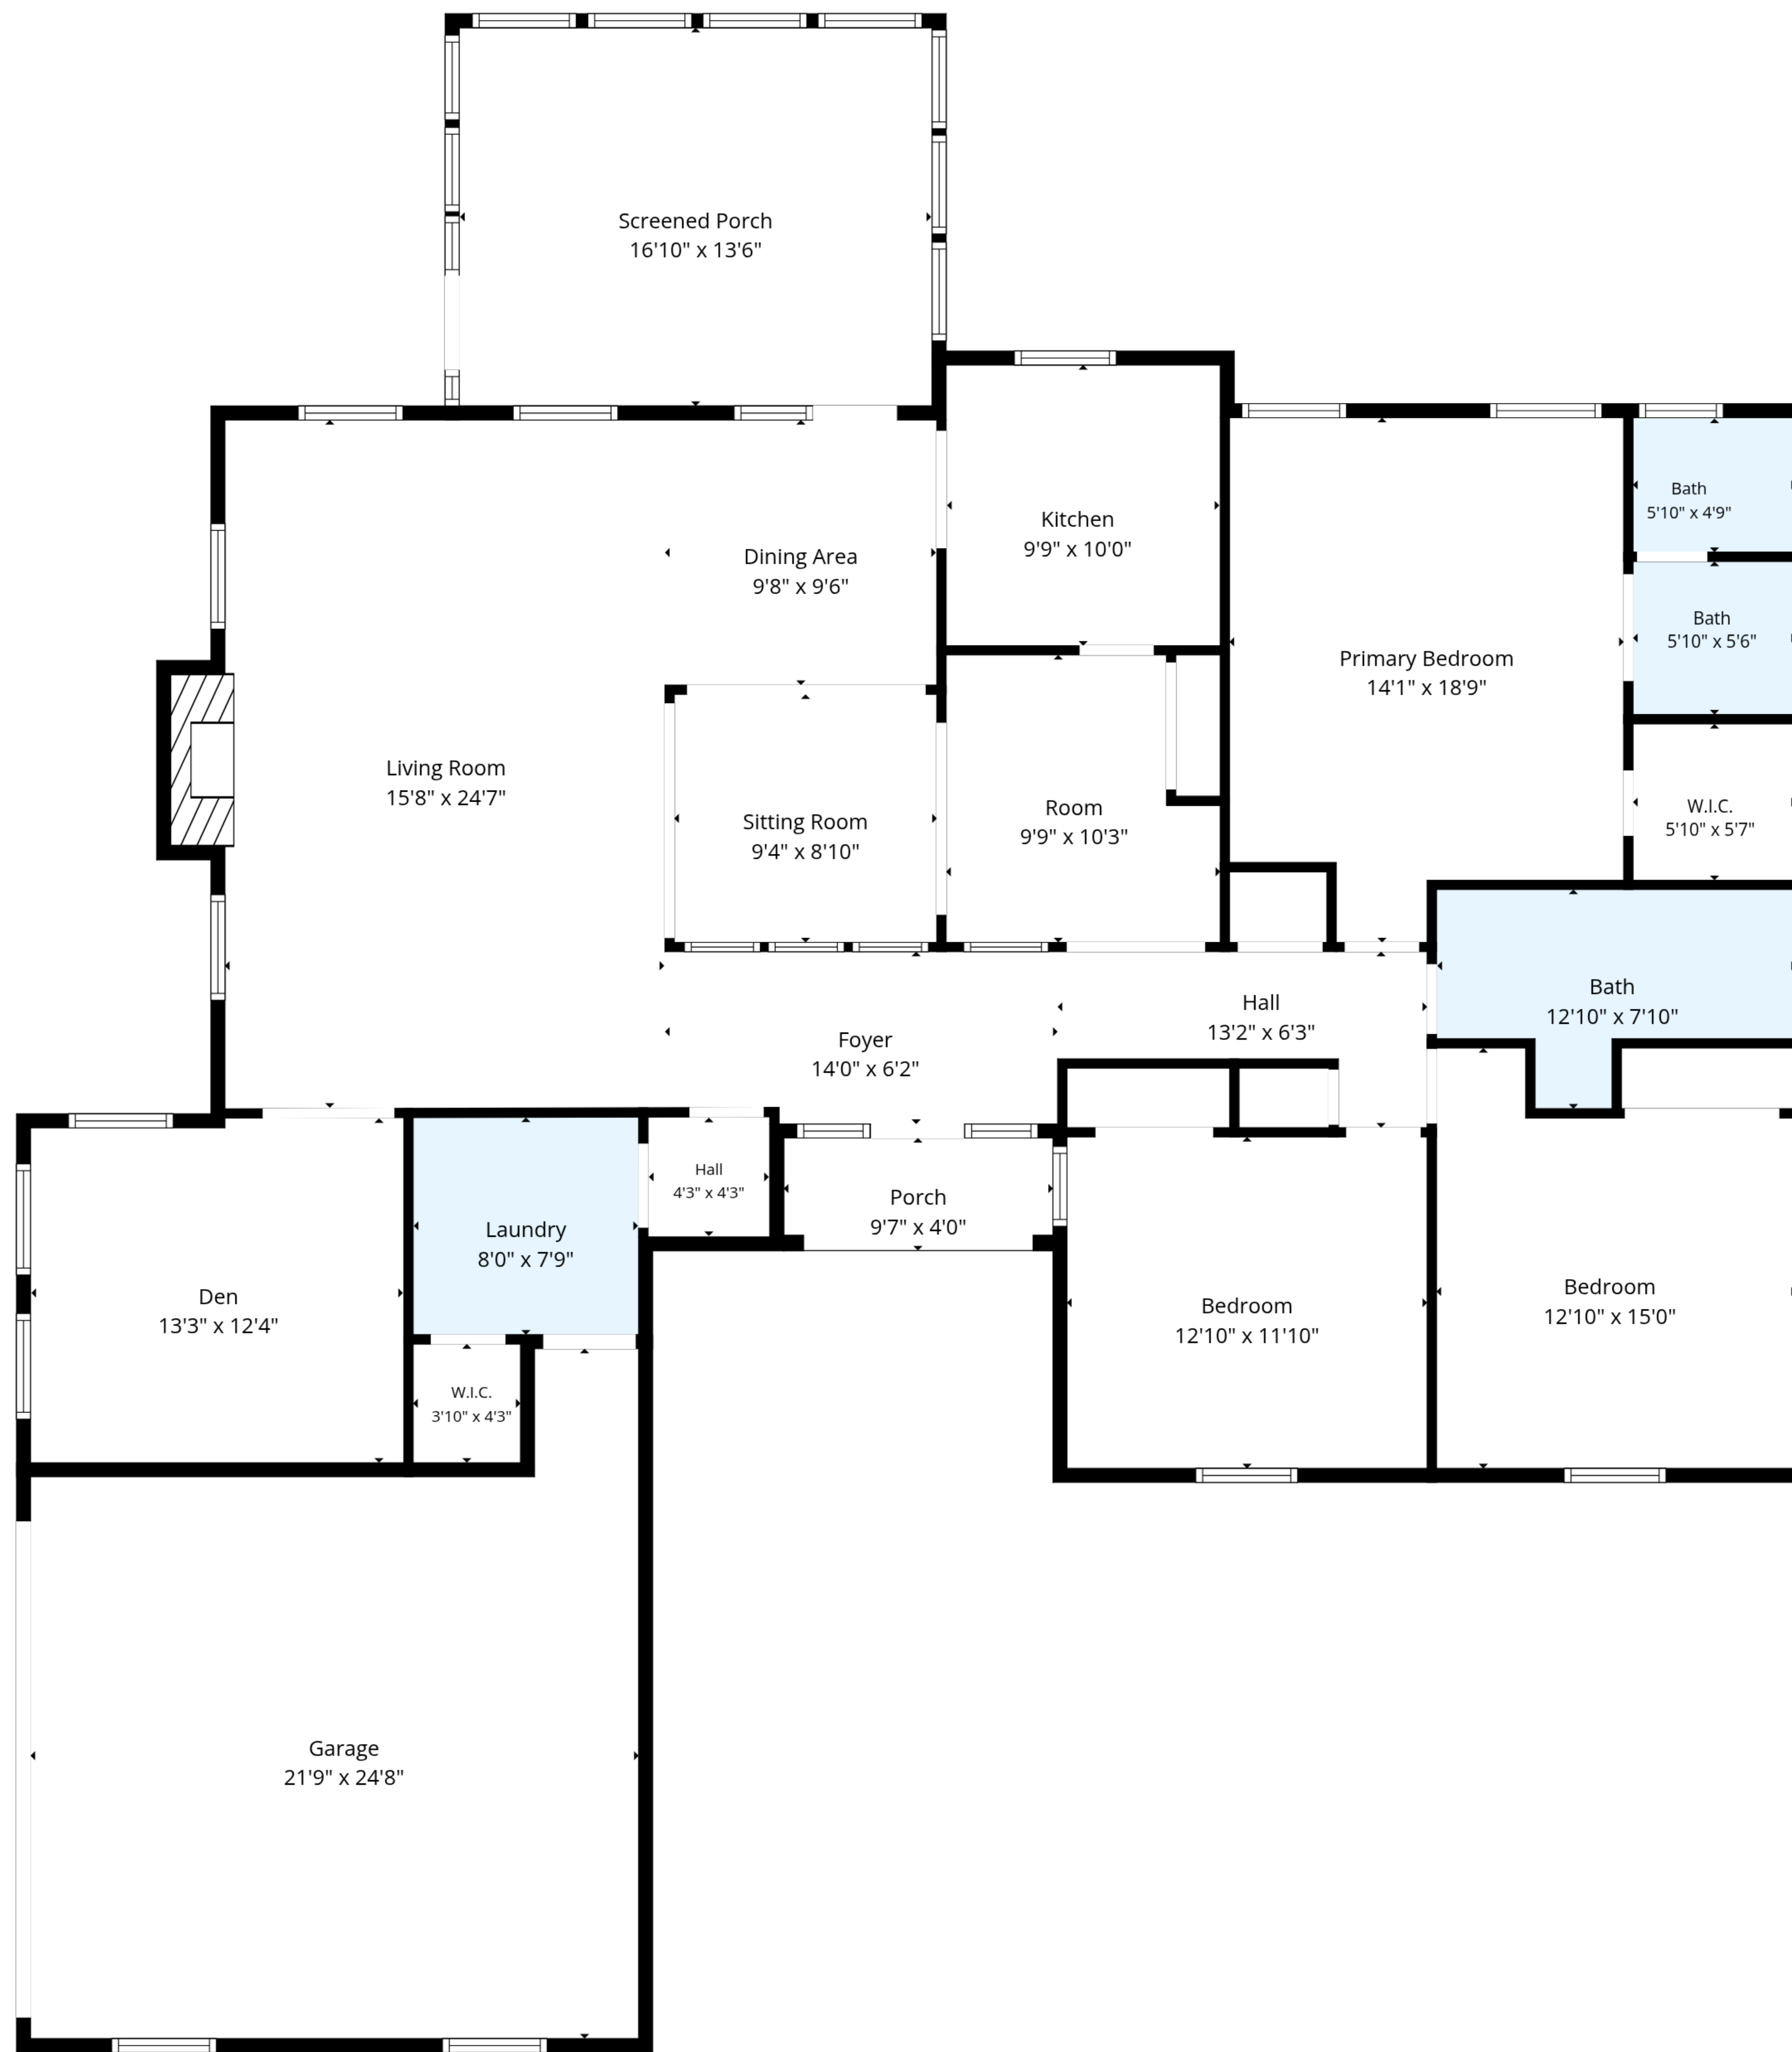 Screened Porch
16'10" x 13'6"
Bath
5'10" x 4'9"
Kitchen
9'9" x 10'0"
Dining Area
9'8" x 9'6"
Bath
5'10" x 5'6"
Primary Bedroom
14'1" x 18'9"
Living Room
15'8" x 24'7"
Sitting Room
9'4" x 8'10"
Room
9'9" x 10'3"
W.I.C.
5'10" x 5'7"
Bath
12'10" x 7'10"
Hall
13'2" x 6'3"
Foyer
14'0" x 6'2"
Hall
4'3" x 4'3"
Porch
9'7" x 4'0"
Laundry
8'0" x 7'9"
Den
13'3" x 12'4"
Bedroom
12'10" x 11'10"
Bedroom
12'10" x 15'0"
W.I.C.
3'10" x 4'3"
Garage
21'9" x 24'8"